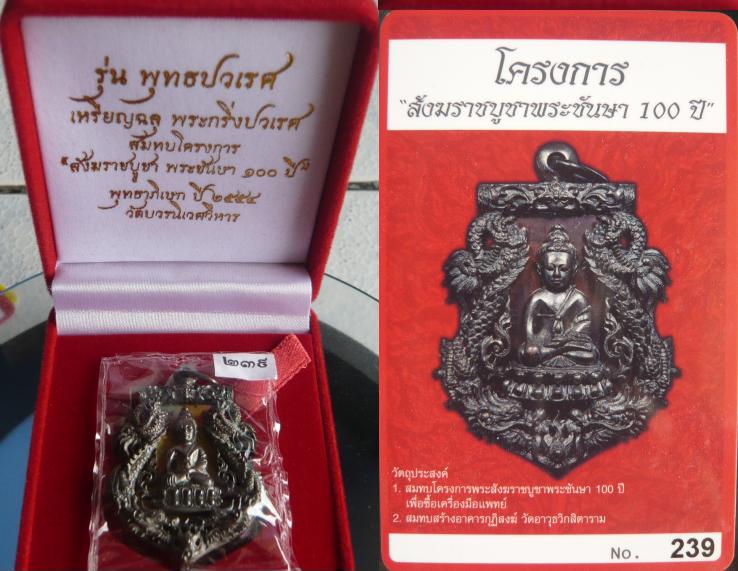 รุ่น พุทธปวเรศ
เหรียญฉลุ พระกริ่งปวเรศ
สมทบโครงการ
"สังฆราชบูชา พระชันษา ๑๐๐ ปี"
พุทธาภิเษก ปี ๒๕๕๔
วัดบวรนิเวศวิหาร
๒๓๙
โครงการ
"สังฆราชบูชาพระชันษา 100 ปี"
วัตถุประสงค์
1. สมทบโครงการพระสังฆราชบูชาพระชันษา 100 ปี
เพื่อซื้อเครื่องมือแพทย์
2. สมทบสร้างอาคารกุฏิสงฆ์ วัดอาวุธวิกสิตาราม
No. 239